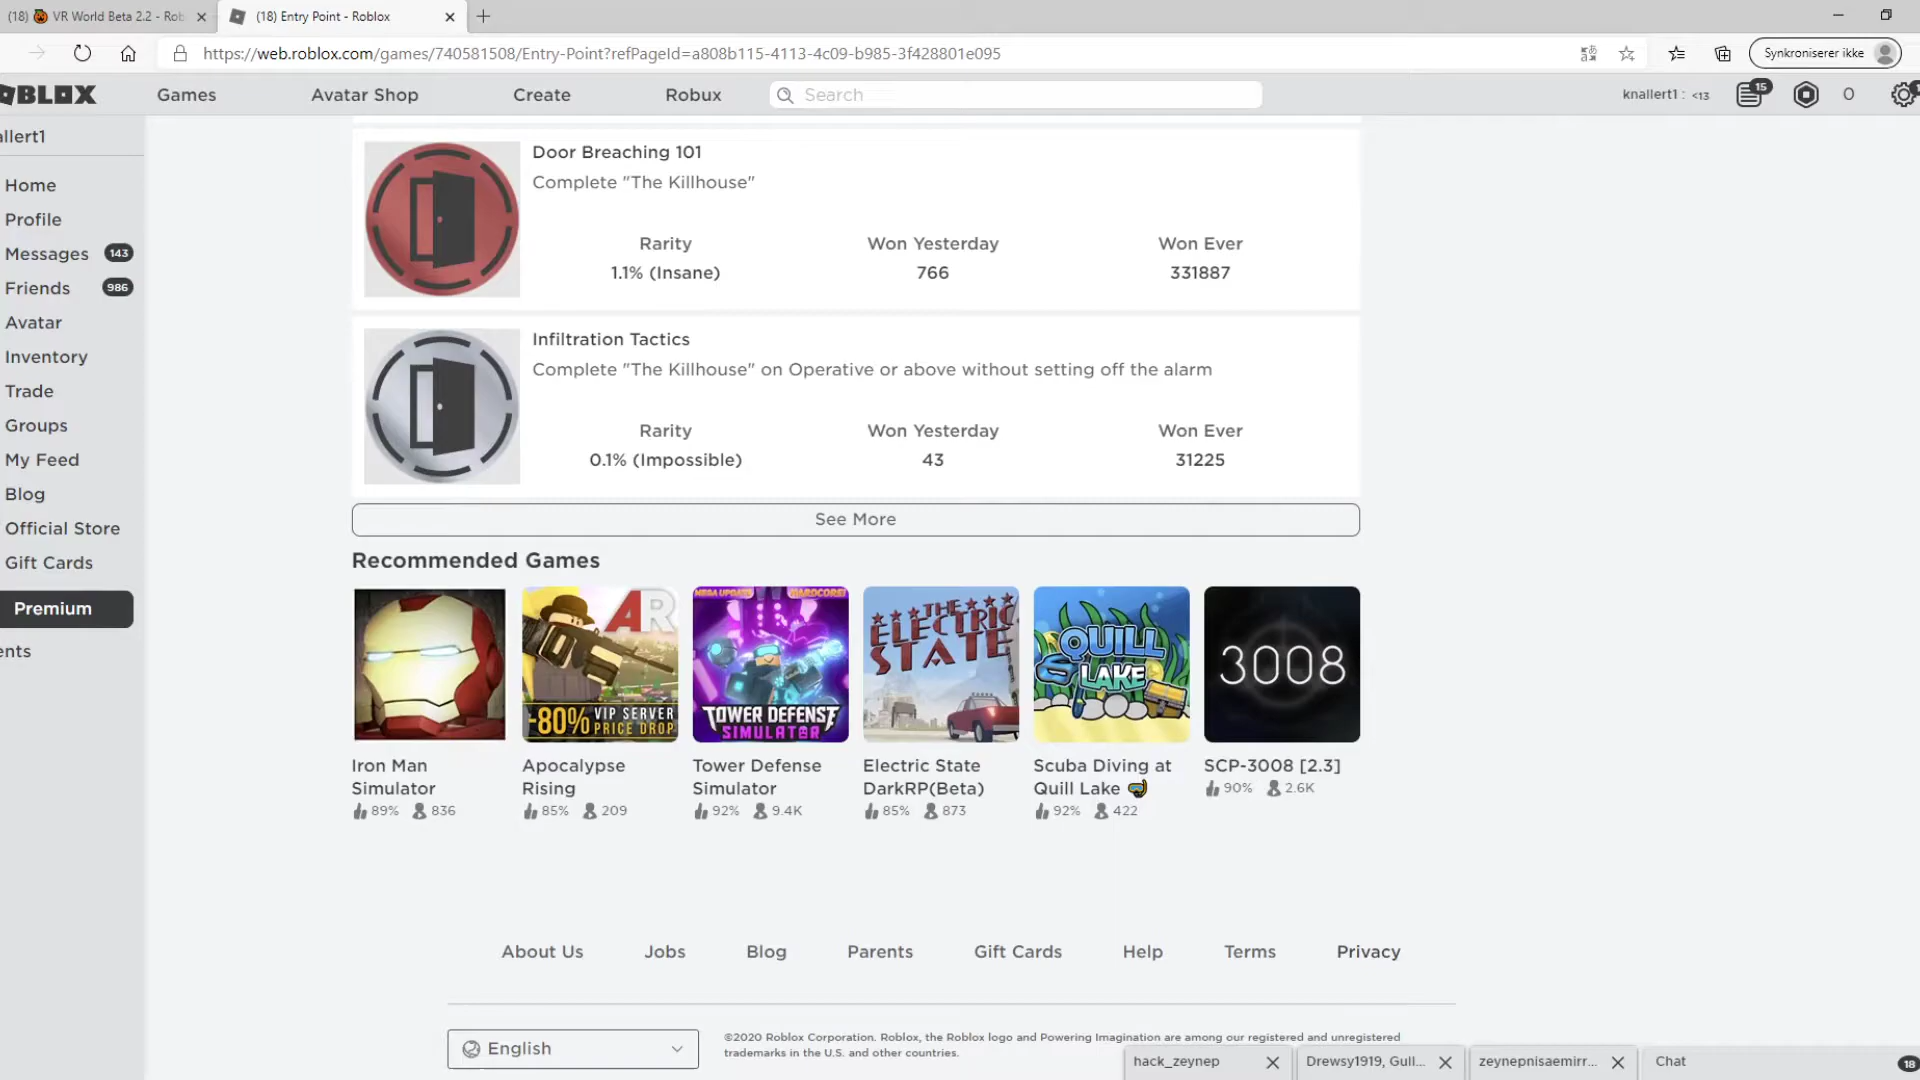 (18) 🎃 VR World Beta 2.2 - Rob
(18) Entry Point - Roblox
https://web.roblox.com/games/740581508/Entry-Point?refPageId=a808b115-4113-4c09-b985-3f428801e095
Synkroniserer ikke
ROBLOX
Games
Avatar Shop
Create
Robux
Search
knallert1 : <13
15
0
allert1
Home
Profile
Messages 143
Friends 986
Avatar
Inventory
Trade
Groups
My Feed
Blog
Official Store
Gift Cards
Premium
ents
Door Breaching 101
Complete "The Killhouse"
Rarity Won Yesterday Won Ever
1.1% (Insane) 766 331887
Infiltration Tactics
Complete "The Killhouse" on Operative or above without setting off the alarm
Rarity Won Yesterday Won Ever
0.1% (Impossible) 43 31225
See More
Recommended Games
AR
-80% VIP SERVER
PRICE DROP
MEGA UPDATE HARDCORE!
TOWER DEFENSE
SIMULATOR
THE
ELECTRIC
STATE
QUILL
LAKE
3008
Iron Man
Simulator
89% 836
Apocalypse
Rising
85% 209
Tower Defense
Simulator
92% 9.4K
Electric State
DarkRP(Beta)
85% 873
Scuba Diving at
Quill Lake 🤿
92% 422
SCP-3008 [2.3]
90% 2.6K
About Us Jobs Blog Parents Gift Cards Help Terms Privacy
English
©2020 Roblox Corporation. Roblox, the Roblox logo and Powering Imagination are among our registered and unregistered
trademarks in the U.S. and other countries.
hack_zeynep
Drewsy1919, Gull...
zeynepnisaemirr...
Chat
18